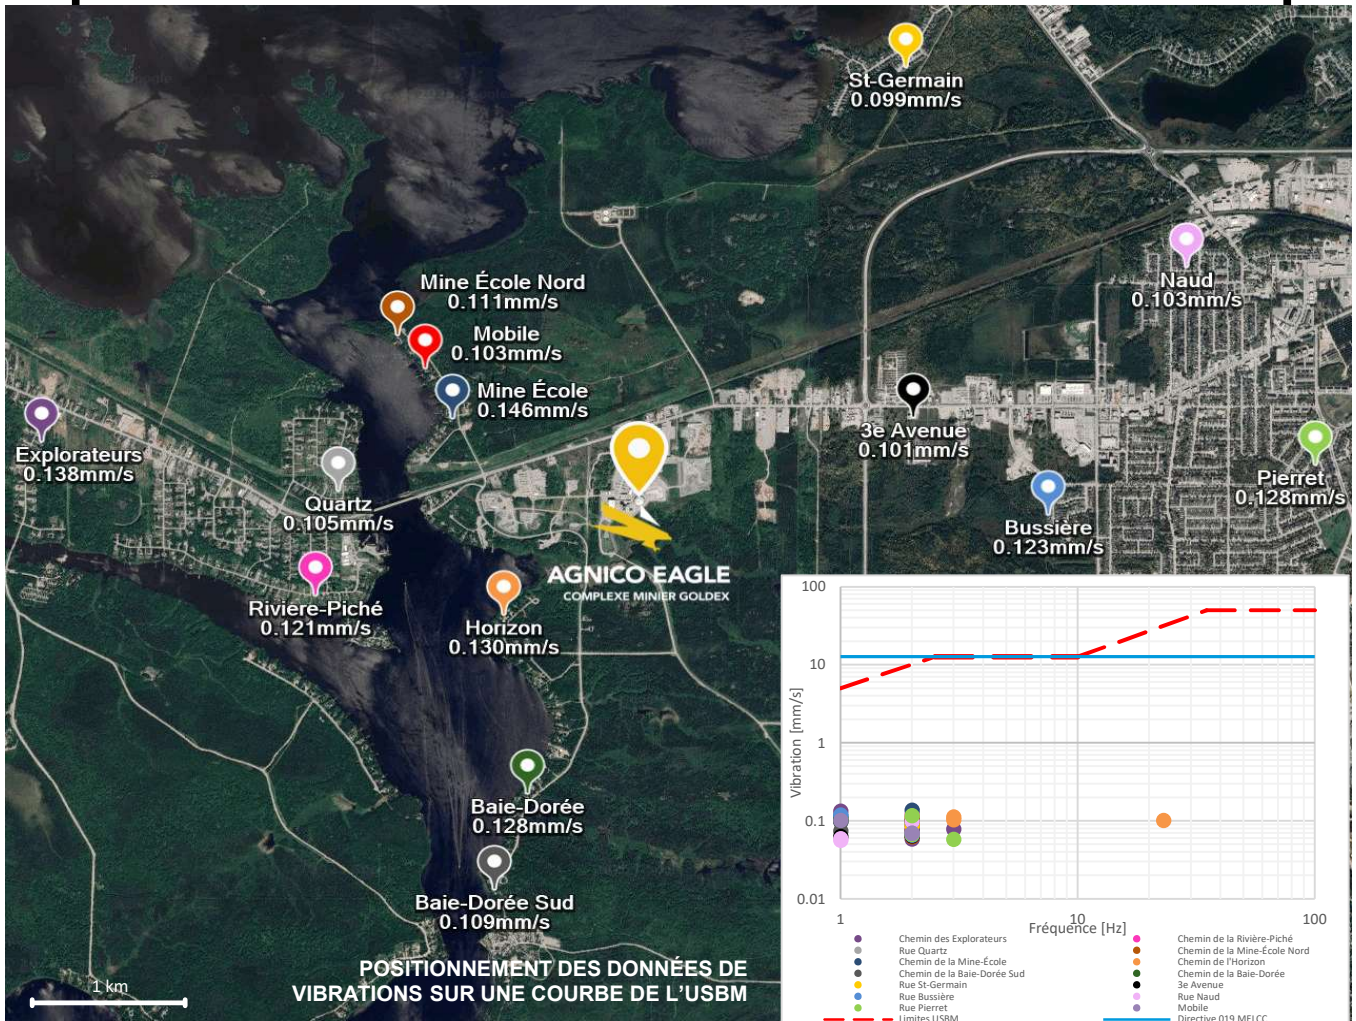 St-Germain
0.099mm/s
Naud
0.103mm/s
Mine École Nord
0.111mm/s
Mobile
0.103mm/s
Mine École
0.146mm/s
3e Avenue
0.101mm/s
Explorateurs
0.138mm/s
Quartz
0.105mm/s
Pierret
0.128mm/s
Bussière
0.123mm/s
AGNICO EAGLE
COMPLEXE MINIER GOLDEX
Riviere-Piché
0.121mm/s
Horizon
0.130mm/s
Baie-Dorée
0.128mm/s
Baie-Dorée Sud
0.109mm/s
POSITIONNEMENT DES DONNÉES DE
VIBRATIONS SUR UNE COURBE DE L'USBM
1 km
Vibration [mm/s]
100
10
1
0.1
0.01
1
10
100
Fréquence [Hz]
Chemin des Explorateurs
Chemin de la Rivière-Piché
Rue Quartz
Chemin de la Mine-École Nord
Chemin de la Mine-École
Chemin de l'Horizon
Chemin de la Baie-Dorée Sud
Chemin de la Baie-Dorée
Rue St-Germain
3e Avenue
Rue Bussière
Rue Naud
Rue Pierret
Mobile
Limites USBM
Directive 019 MELCC